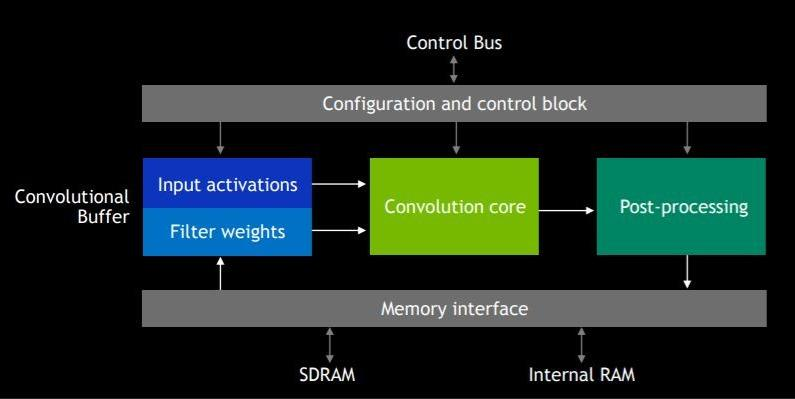 Control Bus
Configuration and control block
Input activations
Convolutional
Buffer
Filter weights
Convolution core
Post-processing
Memory interface
SDRAM
Internal RAM